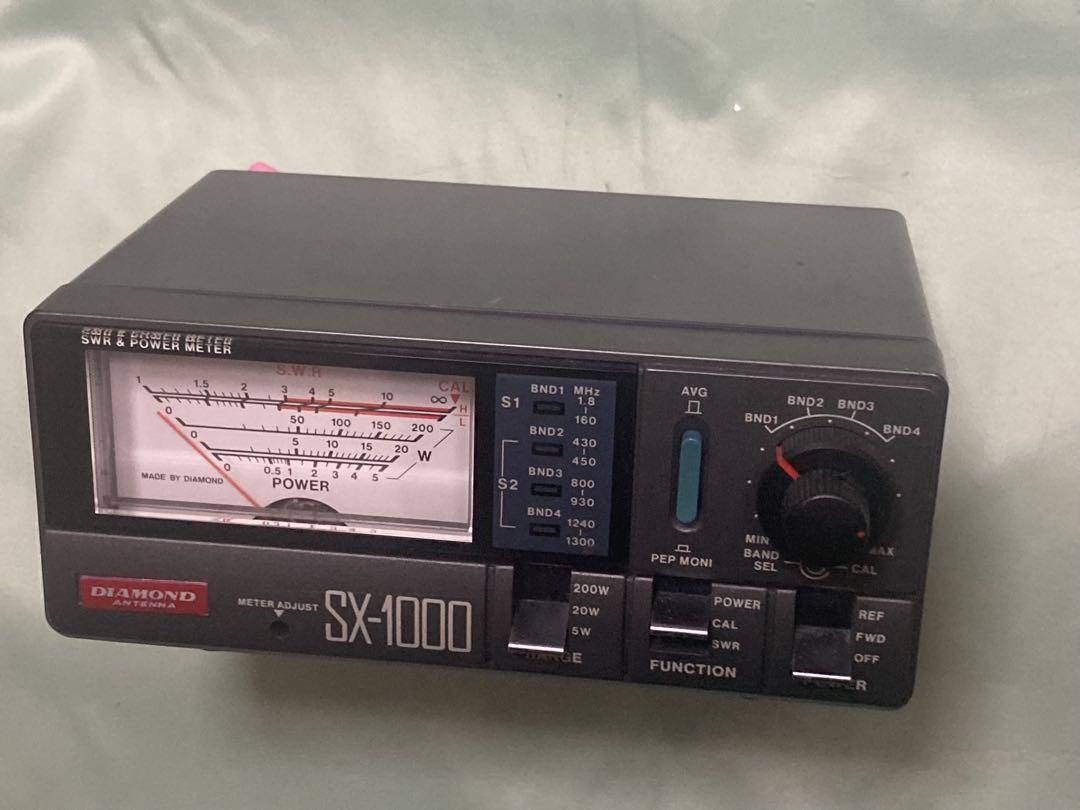 SWR & POWER METER
S.W.R
CAL
1 1.5 2 3 4 5 10 ∞
H
L
0 50 100 150 200
0 5 10 15 20
W
0 0.5 1 2 3 4 5
POWER
MADE BY DIAMOND
BND1 MHz
S1 1.8
160
BND2 430
450
S2 BND3 800
930
BND4 1240
1300
AVG
PEP MONI
BND1 BND2 BND3 BND4
MIN
BAND
SEL
CAL
DIAMOND
ANTENNA
METER ADJUST
SX-1000
200W
20W
5W
POWER
CAL
SWR
FUNCTION
REF
FWD
OFF